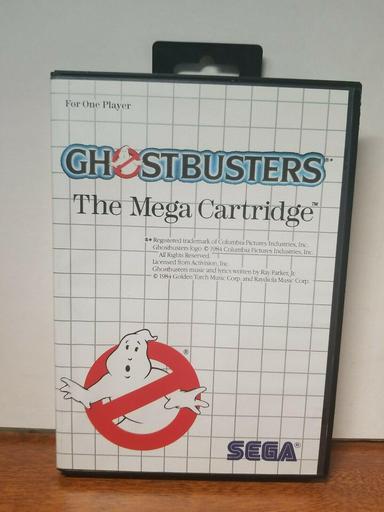 For One Player
GHOSTBUSTERS®*
The Mega Cartridge™
®* Registered trademark of Columbia Pictures Industries, Inc.
Ghostbusters logo © 1984 Columbia Pictures Industries, Inc.
All Rights Reserved.
Licensed from Activision, Inc.
Ghostbusters music and lyrics written by Ray Parker, Jr.
© 1984 Golden Torch Music Corp. and Raydiola Music Corp.
®
SEGA®